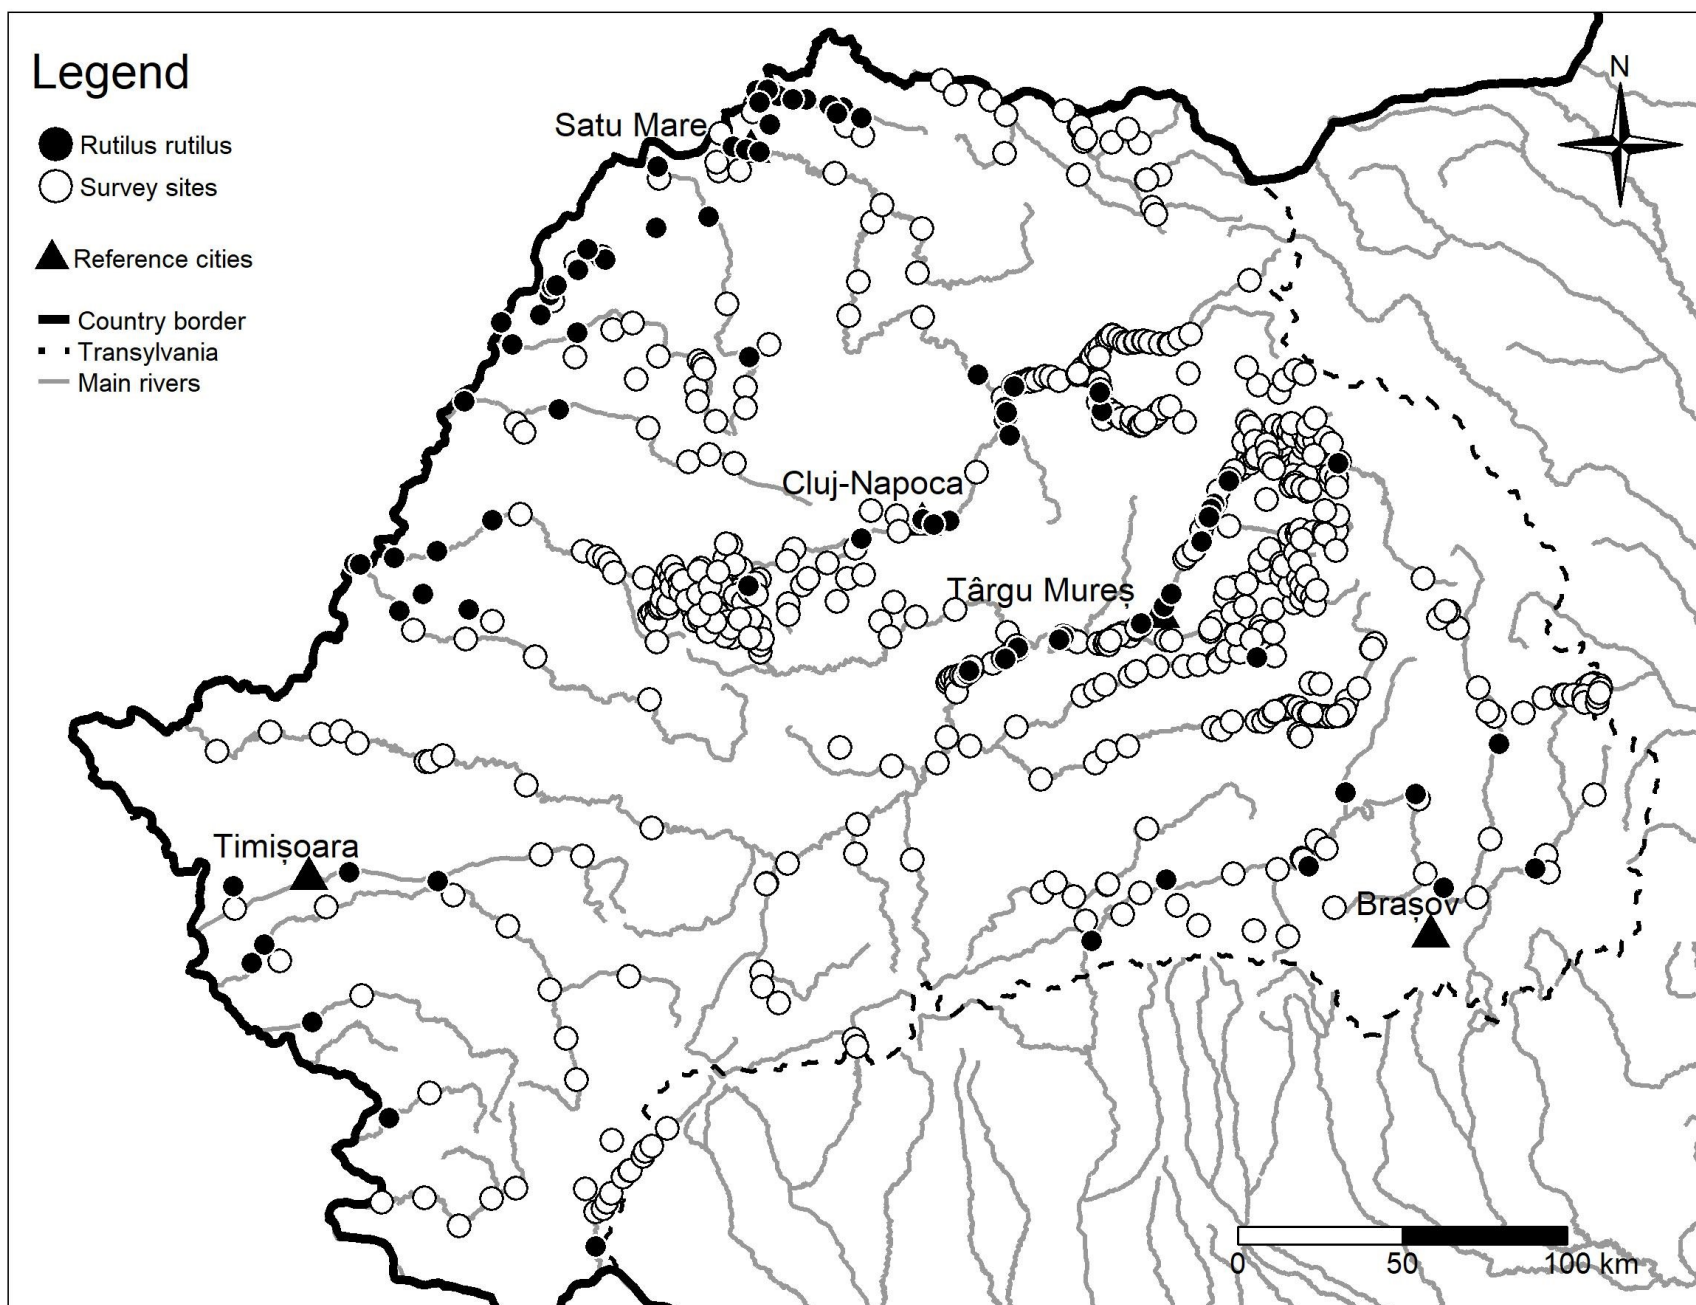 Legend
N
Satu Mare
Rutilus rutilus
Survey sites
Reference cities
Country border
Transylvania
Main rivers
Cluj-Napoca
Târgu Mureș
Timișoara
Brașov
0 50 100 km